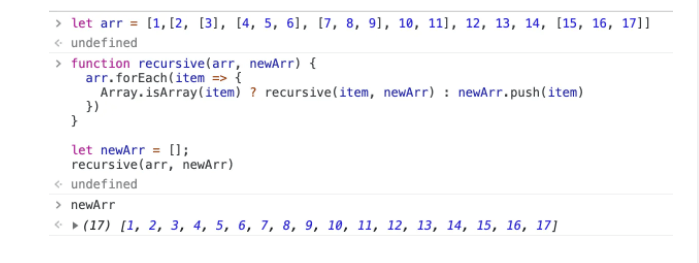 > let arr = [1,[2, [3], [4, 5, 6], [7, 8, 9], 10, 11], 12, 13, 14, [15, 16, 17]]
< undefined
> function recursive(arr, newArr) {
    arr.forEach(item => {
      Array.isArray(item) ? recursive(item, newArr) : newArr.push(item)
    })
  }

  let newArr = [];
  recursive(arr, newArr)
< undefined
> newArr
< ▶ (17) [1, 2, 3, 4, 5, 6, 7, 8, 9, 10, 11, 12, 13, 14, 15, 16, 17]